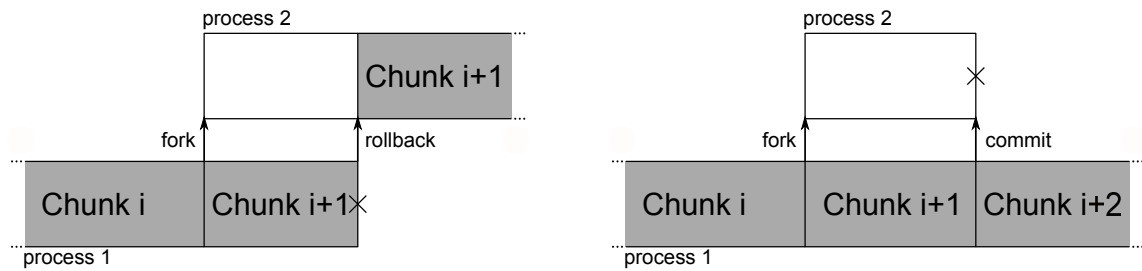 process 2
Chunk i+1
fork
rollback
Chunk i
Chunk i+1
process 1
process 2
fork
commit
Chunk i
Chunk i+1
Chunk i+2
process 1